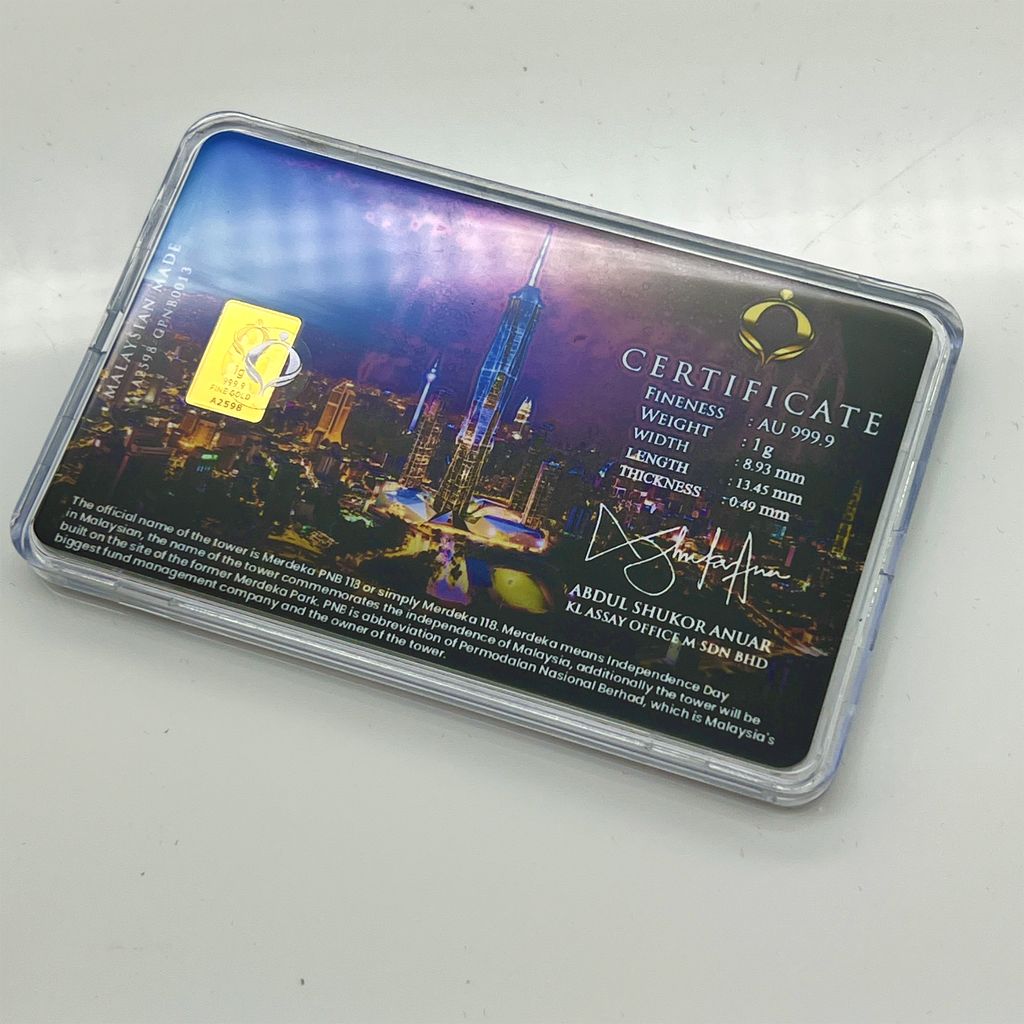 MALAYSIAN MADE
A2598 QPNB0013
1g
999.9
FINE GOLD
A2598
CERTIFICATE
FINENESS : AU 999.9
WEIGHT : 1 g
WIDTH : 8.93 mm
LENGTH : 13.45 mm
THICKNESS : 0.49 mm
ABDUL SHUKOR ANUAR
KL ASSAY OFFICE M SDN BHD
The official name of the tower is Merdeka PNB 118 or simply Merdeka 118. Merdeka means Independence Day
in Malaysian, the name of the tower commemorates the independence of Malaysia, additionally the tower will be
built on the site of the former Merdeka Park. PNB is abbreviation of Permodalan Nasional Berhad, which is Malaysia's
biggest fund management company and the owner of the tower.